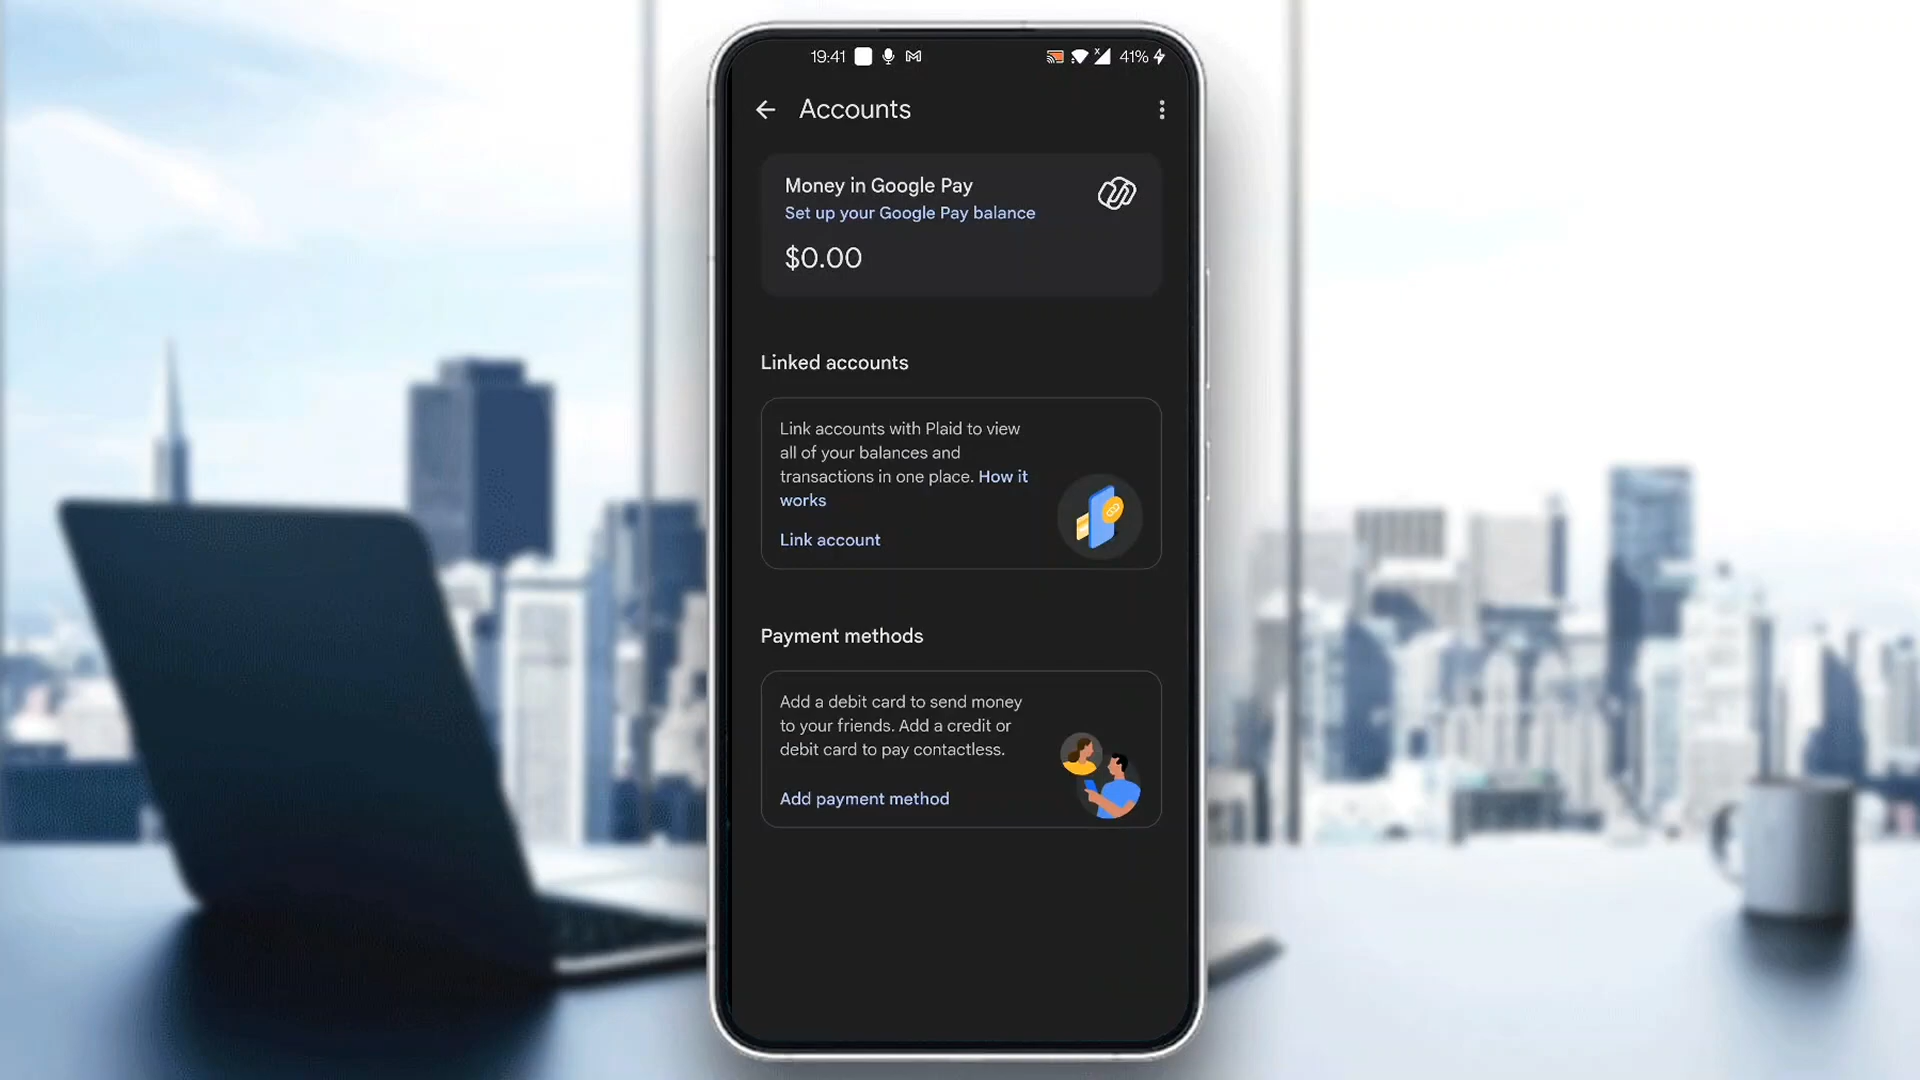 19:41
41%
Accounts
Money in Google Pay
Set up your Google Pay balance
$0.00
Linked accounts
Link accounts with Plaid to view
all of your balances and
transactions in one place. How it
works
Link account
Payment methods
Add a debit card to send money
to your friends. Add a credit or
debit card to pay contactless.
Add payment method